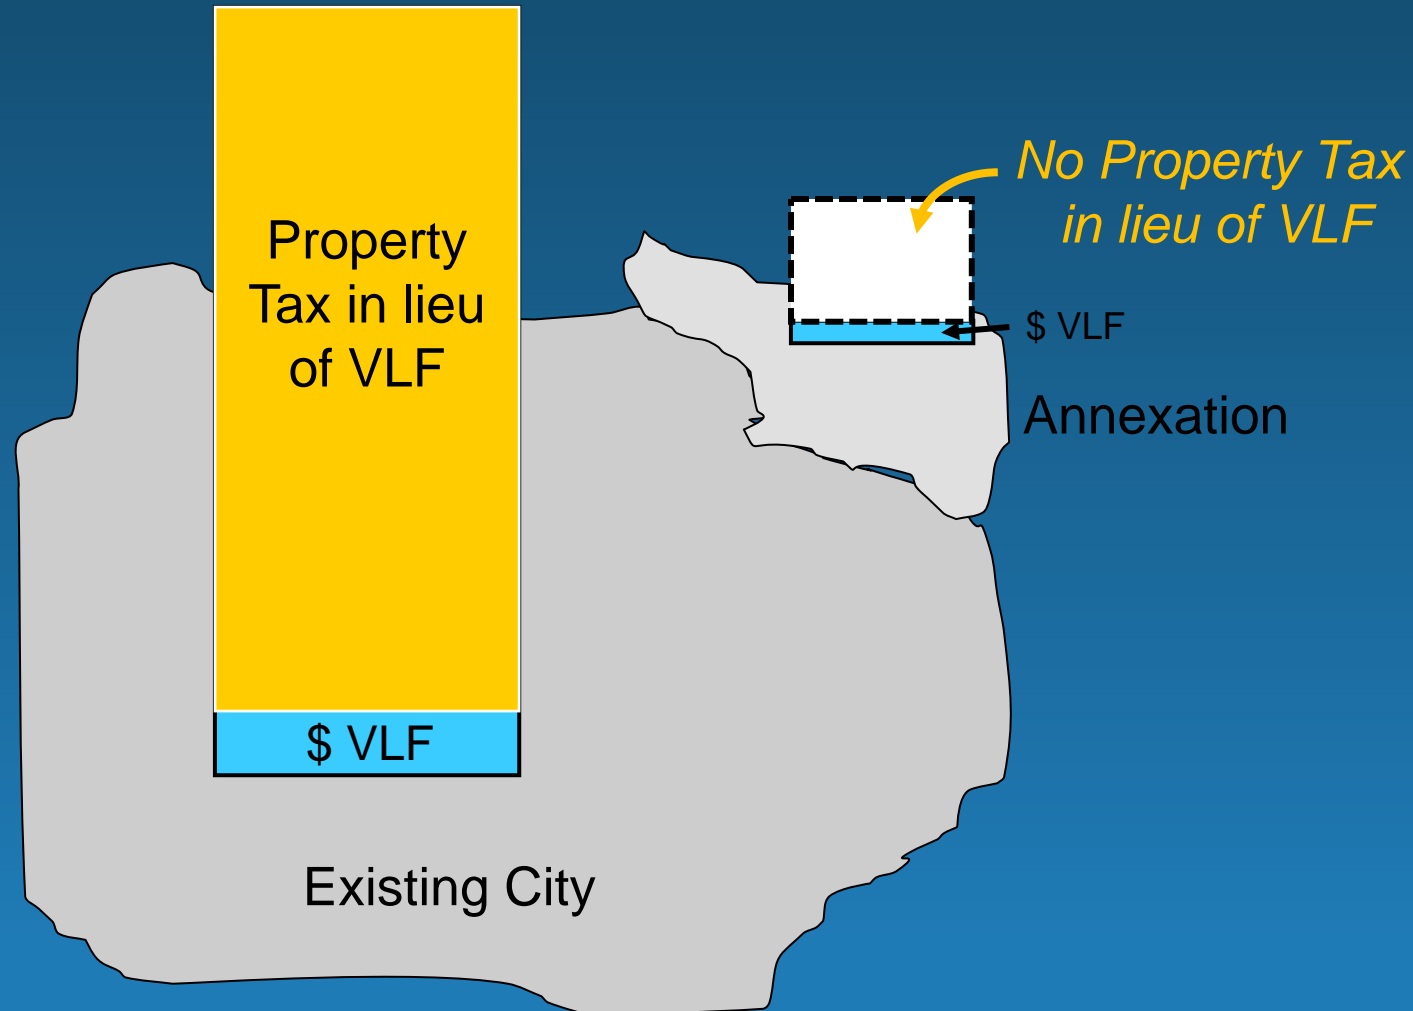 Property
Tax in lieu
of VLF
$ VLF
Existing City
No Property Tax
in lieu of VLF
$ VLF
Annexation